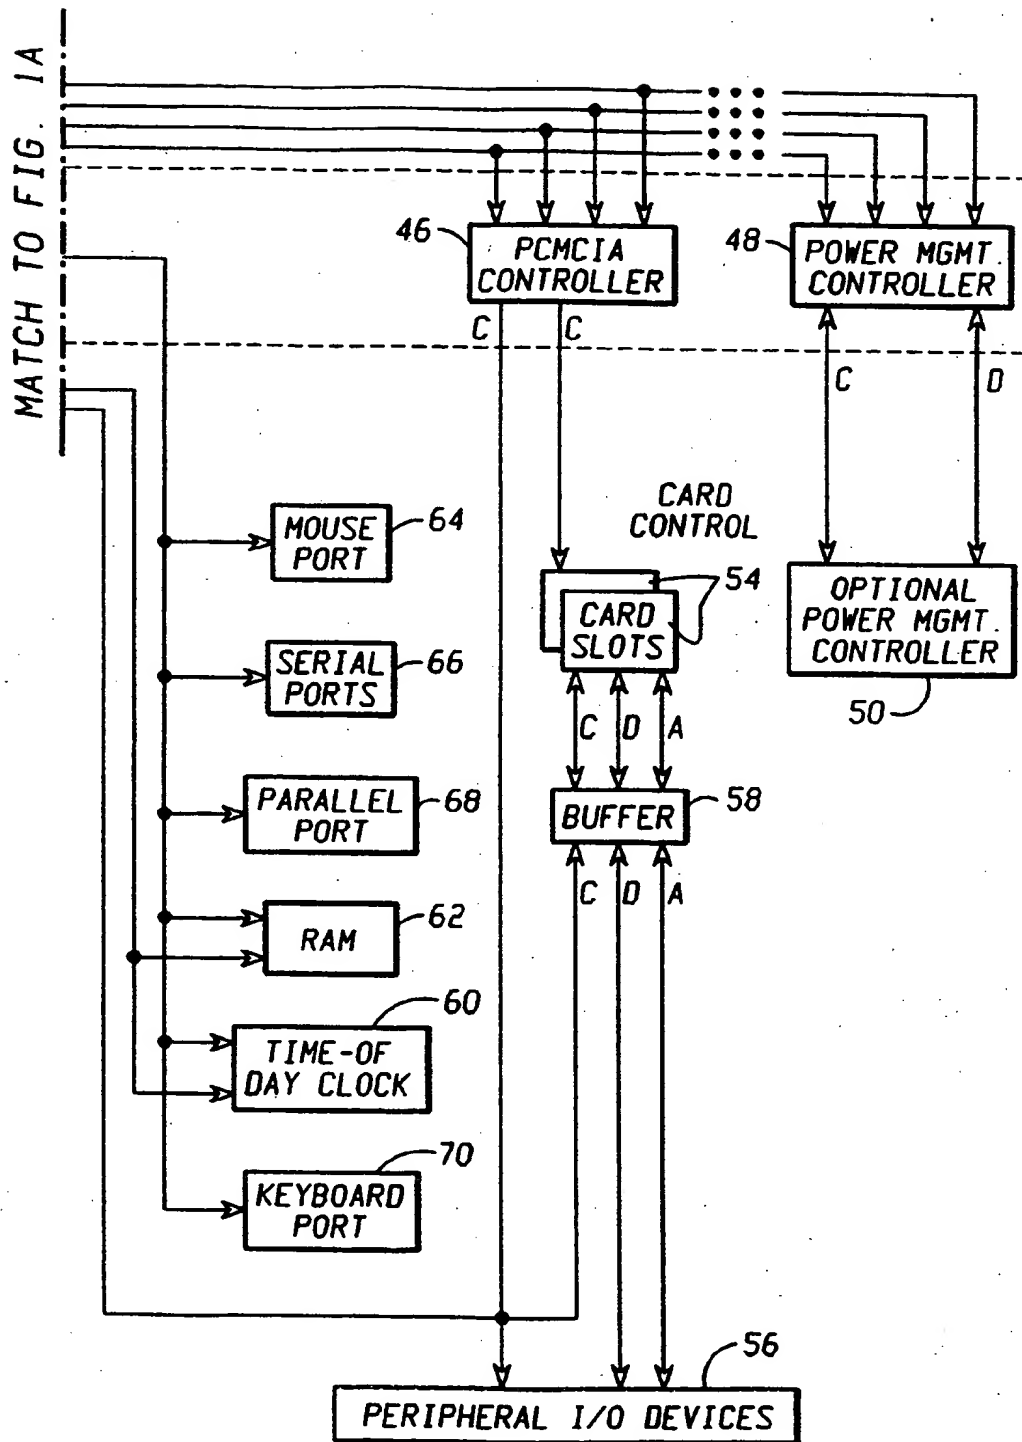 MATCH TO FIG. 1A
46
PCMCIA
CONTROLLER
48
POWER MGMT.
CONTROLLER
C
C
C
D
CARD
CONTROL
64
MOUSE
PORT
54
CARD
SLOTS
OPTIONAL
POWER MGMT.
CONTROLLER
50
66
SERIAL
PORTS
C
D
A
68
PARALLEL
PORT
58
BUFFER
C
D
A
62
RAM
60
TIME-OF
DAY CLOCK
70
KEYBOARD
PORT
56
PERIPHERAL I/O DEVICES